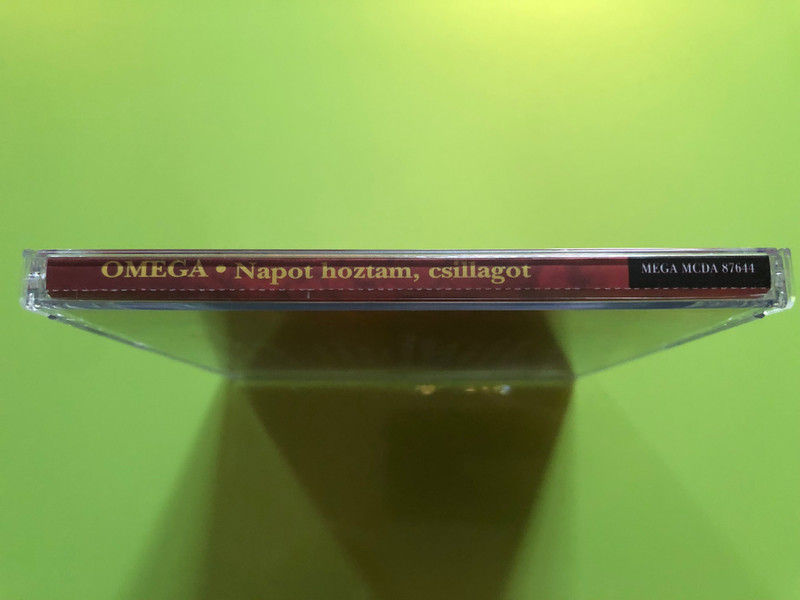 OMEGA • Napot hoztam, csillagot
MEGA MCDA 87644